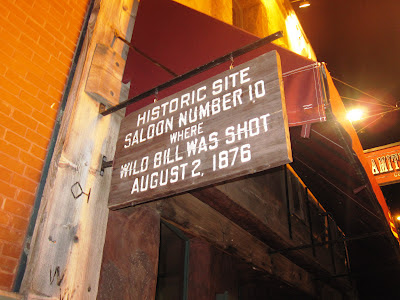 HISTORIC SITE
SALOON NUMBER 10
WHERE
WILD BILL WAS SHOT
AUGUST 2, 1876